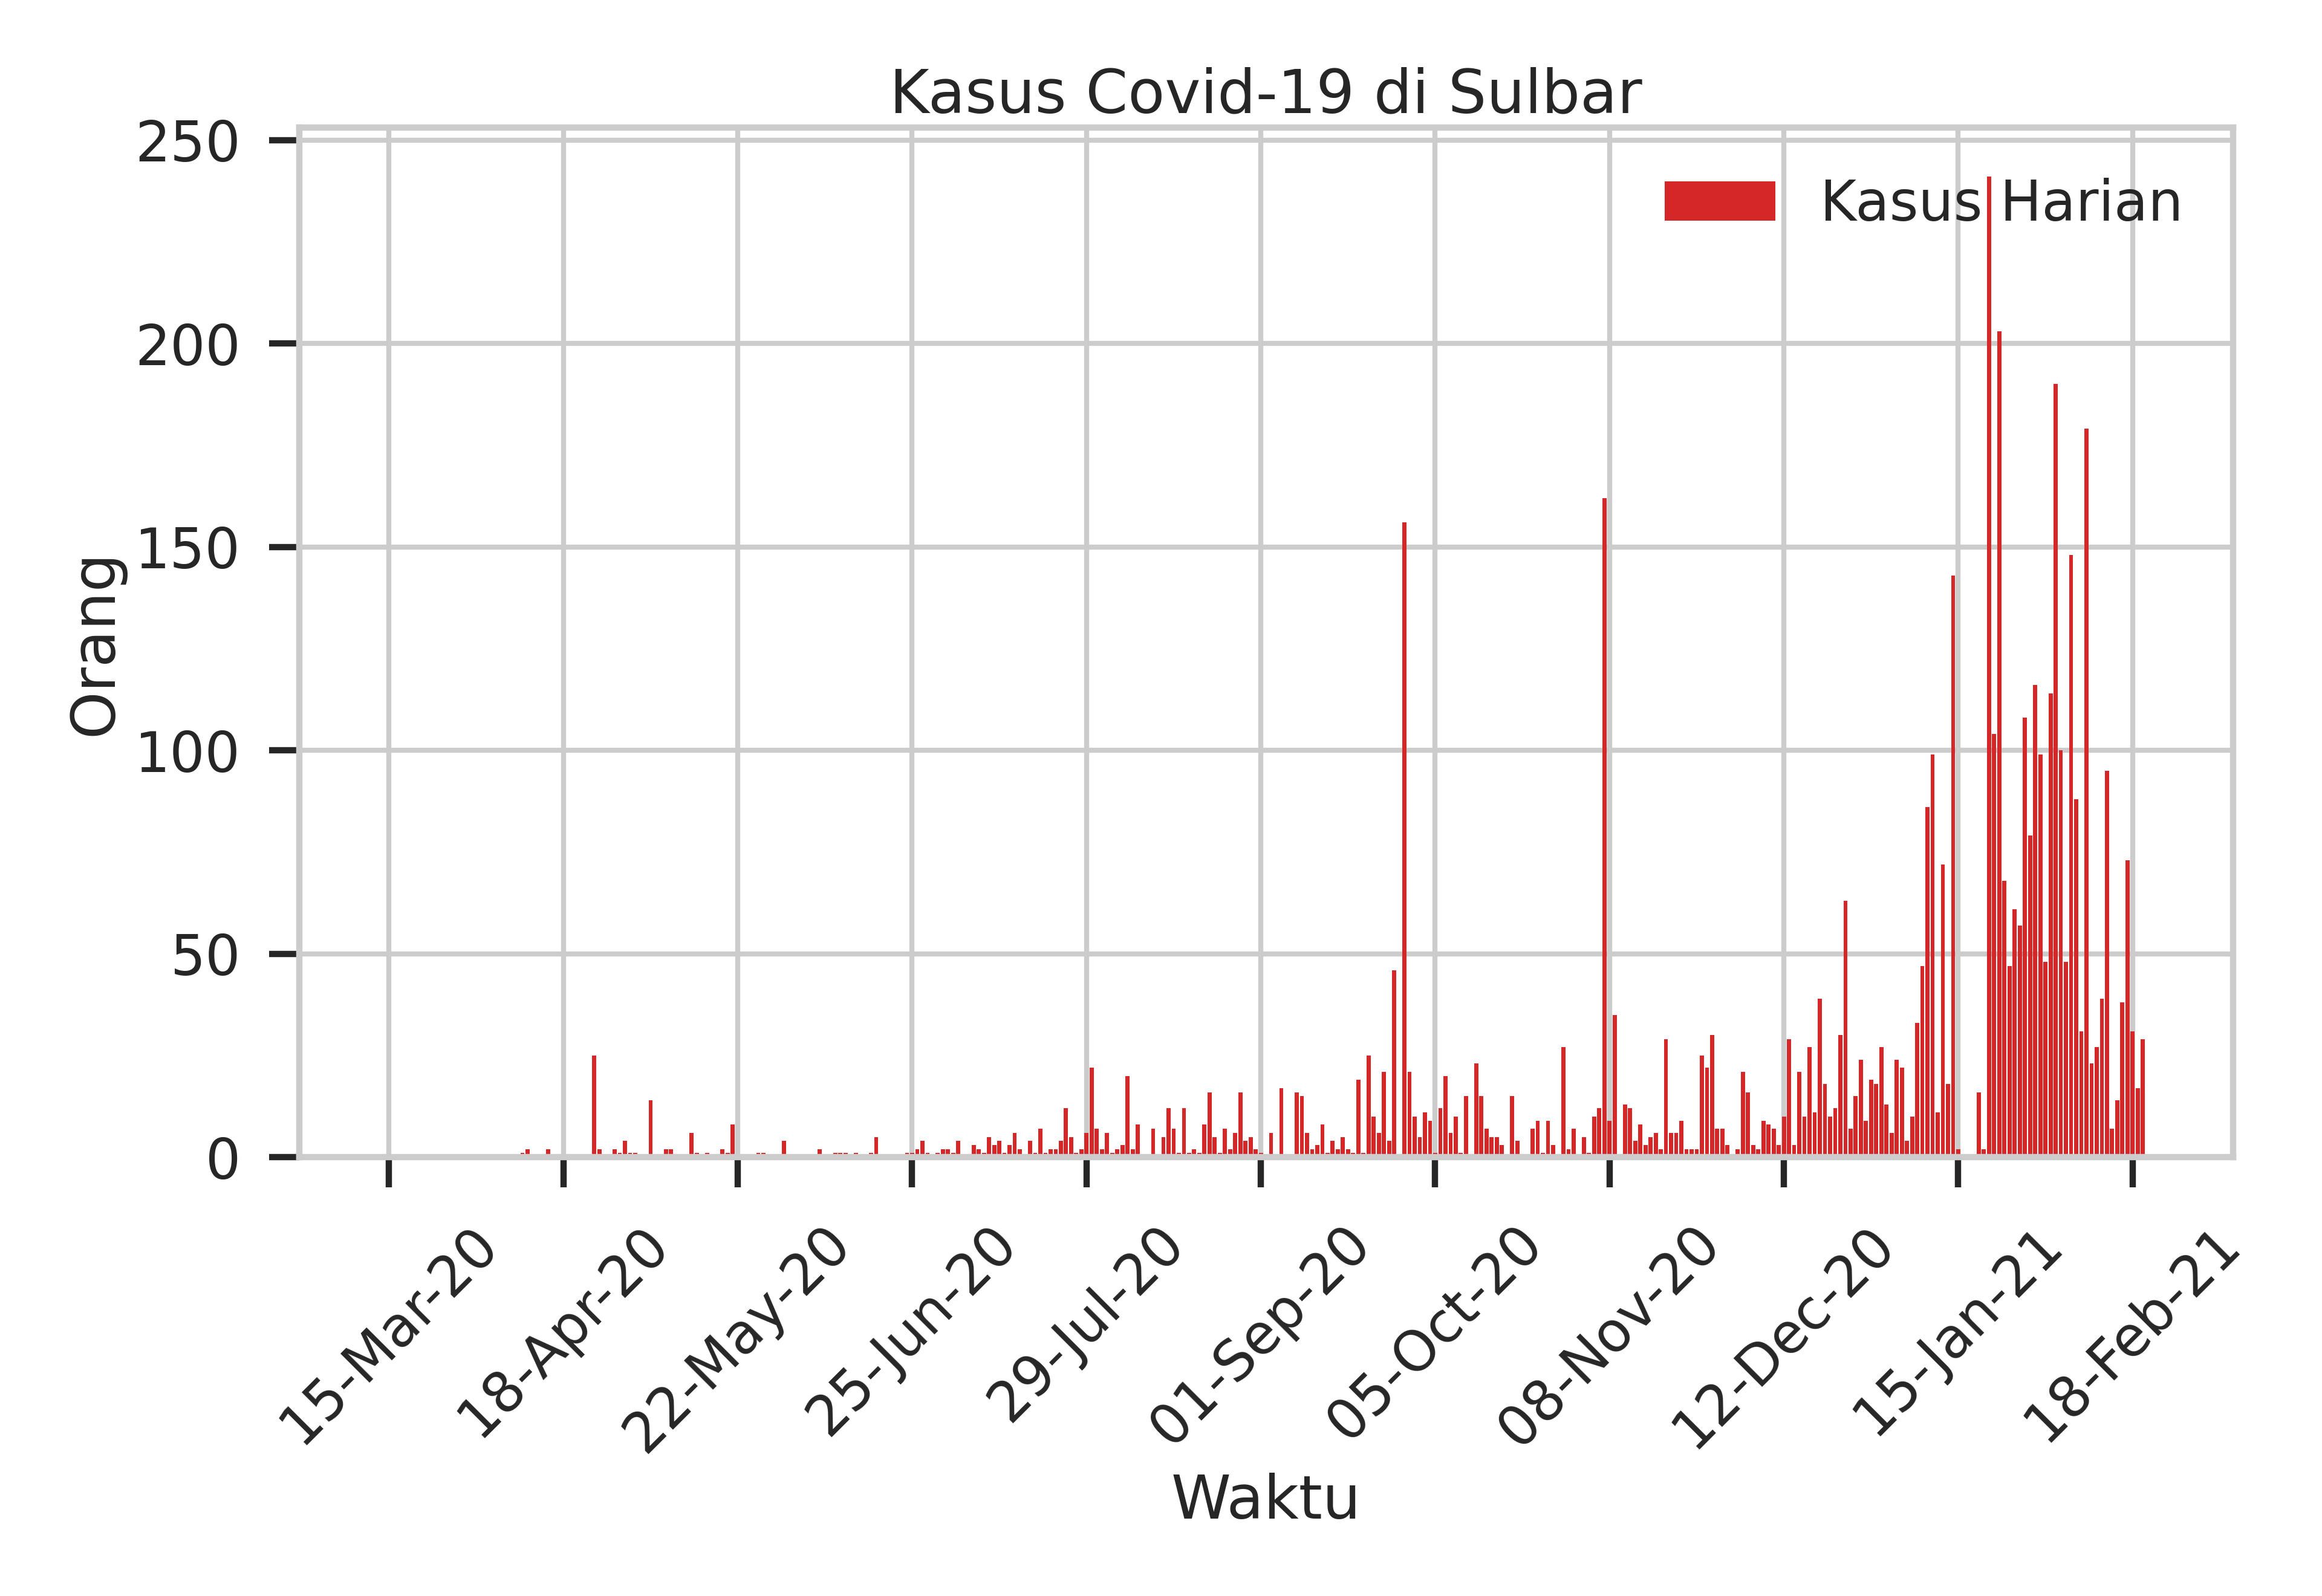 Kasus Covid-19 di Sulbar
Kasus Harian
Orang
250
200
150
100
50
0
15-Mar-20
18-Apr-20
22-May-20
25-Jun-20
29-Jul-20
01-Sep-20
05-Oct-20
08-Nov-20
12-Dec-20
15-Jan-21
18-Feb-21
Waktu